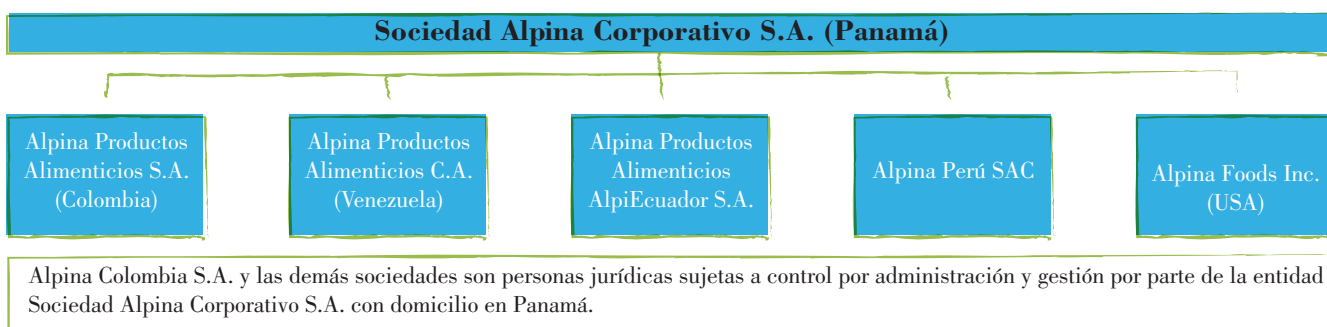 Sociedad Alpina Corporativo S.A. (Panamá)
Alpina Productos
Alimenticios S.A.
(Colombia)
Alpina Productos
Alimenticios C.A.
(Venezuela)
Alpina Productos
Alimenticios
AlpiEcuador S.A.
Alpina Perú SAC
Alpina Foods Inc.
(USA)
Alpina Colombia S.A. y las demás sociedades son personas jurídicas sujetas a control por administración y gestión por parte de la entidad
Sociedad Alpina Corporativo S.A. con domicilio en Panamá.